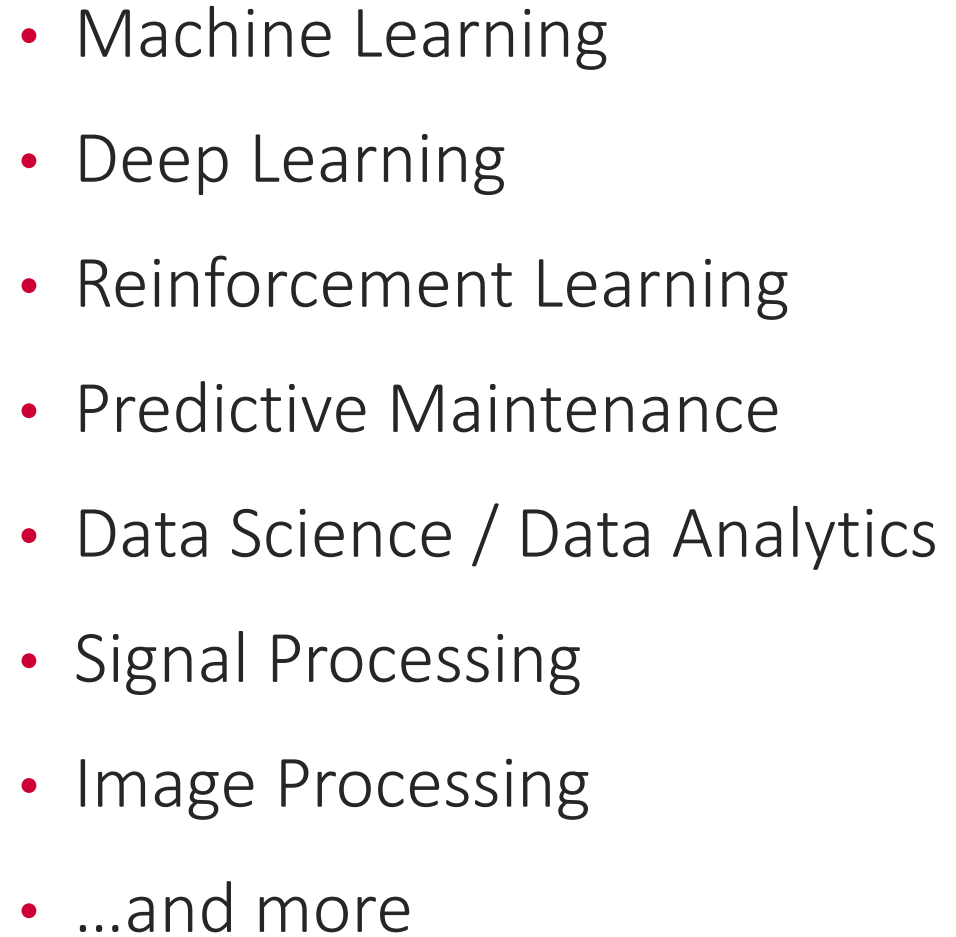 • Machine Learning
• Deep Learning
• Reinforcement Learning
• Predictive Maintenance
• Data Science / Data Analytics
• Signal Processing
• Image Processing
• ...and more